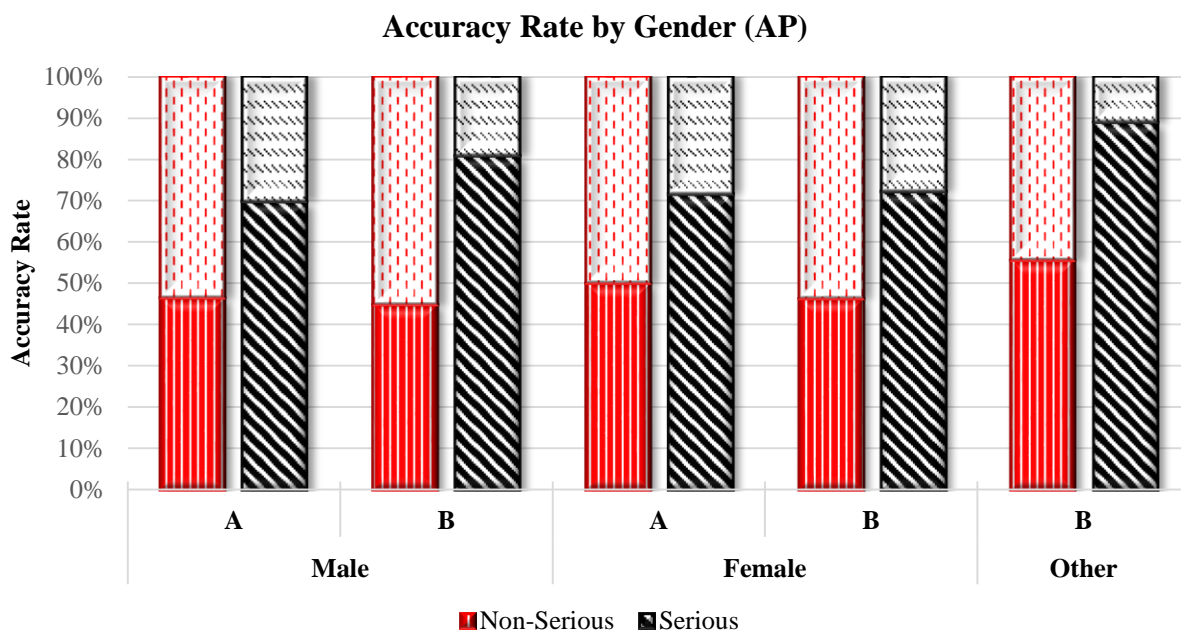 Accuracy Rate by Gender (AP)
Accuracy Rate
100%
90%
80%
70%
60%
50%
40%
30%
20%
10%
0%
A B A B B
Male Female Other
Non-Serious Serious